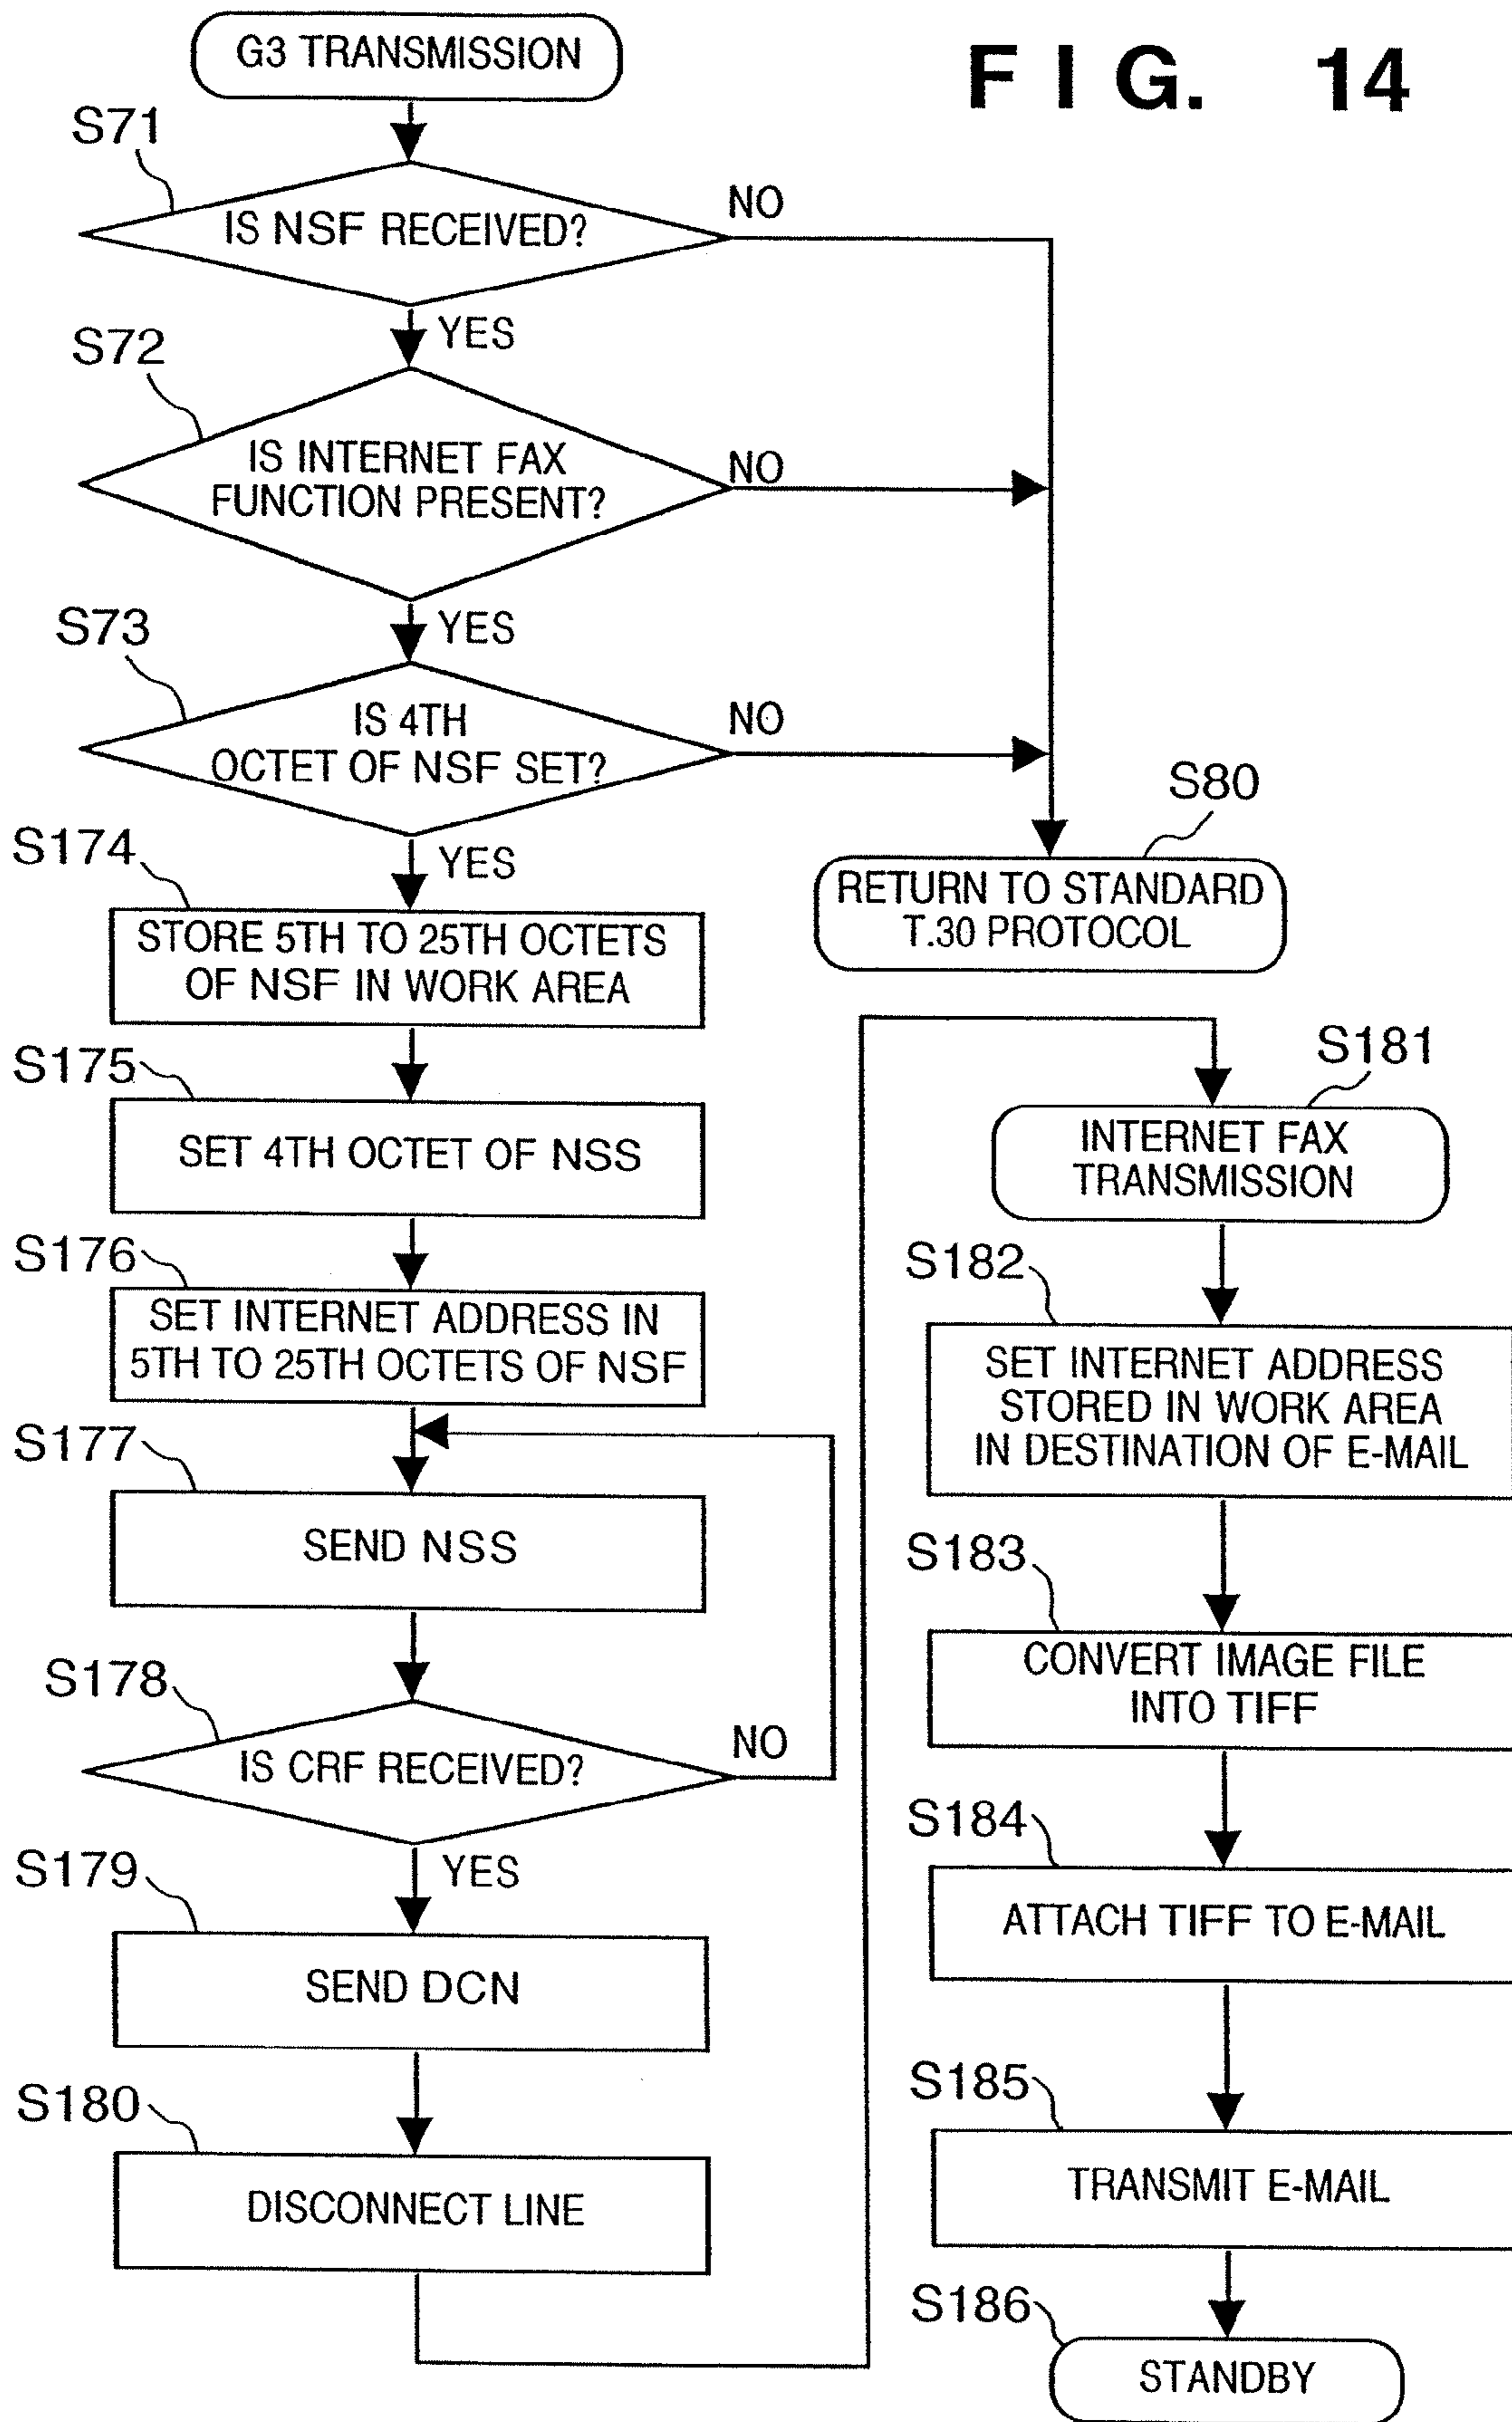 FIG. 14
G3 TRANSMISSION
S71
IS NSF RECEIVED?
NO
YES
S72
IS INTERNET FAX
FUNCTION PRESENT?
NO
YES
S73
IS 4TH
OCTET OF NSF SET?
NO
YES
S80
RETURN TO STANDARD
T.30 PROTOCOL
S174
STORE 5TH TO 25TH OCTETS
OF NSF IN WORK AREA
S175
SET 4TH OCTET OF NSS
S176
SET INTERNET ADDRESS IN
5TH TO 25TH OCTETS OF NSF
S177
SEND NSS
S178
IS CRF RECEIVED?
NO
YES
S179
SEND DCN
S180
DISCONNECT LINE
S181
INTERNET FAX
TRANSMISSION
S182
SET INTERNET ADDRESS
STORED IN WORK AREA
IN DESTINATION OF E-MAIL
S183
CONVERT IMAGE FILE
INTO TIFF
S184
ATTACH TIFF TO E-MAIL
S185
TRANSMIT E-MAIL
S186
STANDBY